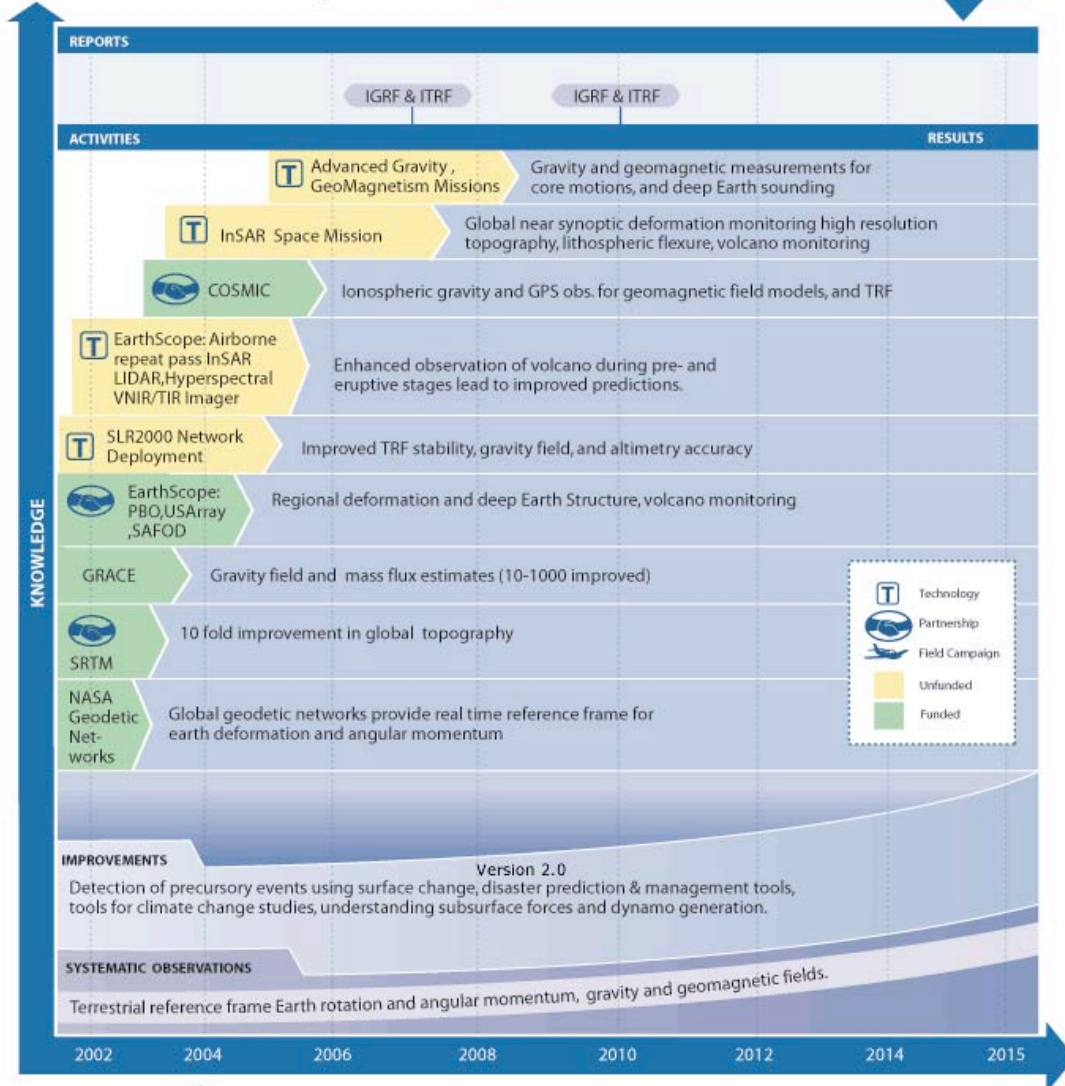 REPORTS
IGRF & ITRF
IGRF & ITRF
ACTIVITIES
RESULTS
T
Advanced Gravity ,
GeoMagnetism Missions
Gravity and geomagnetic measurements for
core motions, and deep Earth sounding
T
InSAR Space Mission
Global near synoptic deformation monitoring high resolution
topography, lithospheric flexure, volcano monitoring
COSMIC
Ionospheric gravity and GPS obs. for geomagnetic field models, and TRF
T
EarthScope: Airborne
repeat pass InSAR
LIDAR,Hyperspectral
VNIR/TIR Imager
Enhanced observation of volcano during pre- and
eruptive stages lead to improved predictions.
T
SLR2000 Network
Deployment
Improved TRF stability, gravity field, and altimetry accuracy
EarthScope:
PBO,USArray
,SAFOD
Regional deformation and deep Earth Structure, volcano monitoring
GRACE
Gravity field and mass flux estimates (10-1000 improved)
SRTM
10 fold improvement in global topography
NASA
Geodetic
Net-
works
Global geodetic networks provide real time reference frame for
earth deformation and angular momentum
KNOWLEDGE
T
Technology
Partnership
Field Campaign
Unfunded
Funded
IMPROVEMENTS
Version 2.0
Detection of precursory events using surface change, disaster prediction & management tools,
tools for climate change studies, understanding subsurface forces and dynamo generation.
SYSTEMATIC OBSERVATIONS
Terrestrial reference frame Earth rotation and angular momentum, gravity and geomagnetic fields.
2002 2004 2006 2008 2010 2012 2014 2015